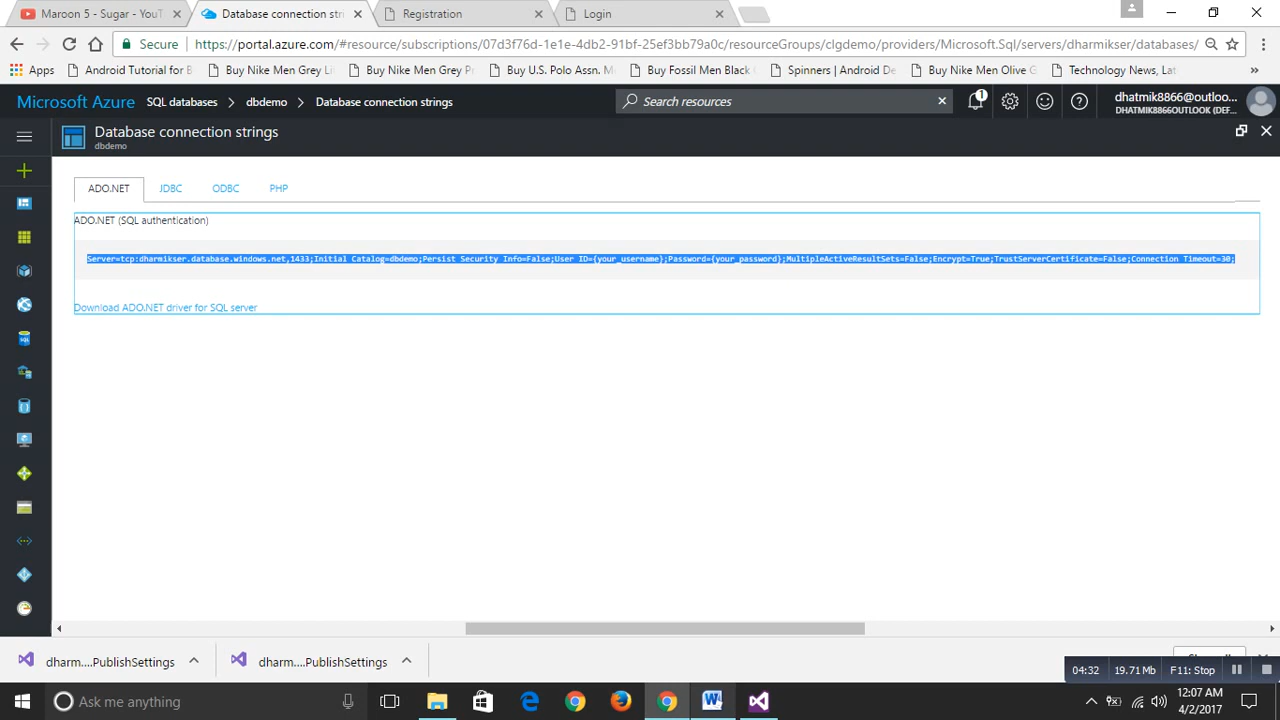 Maroon 5 - Sugar - YouT
Database connection stri
Registration
Login
Secure
https://portal.azure.com/#resource/subscriptions/07d3f76d-1e1e-4db2-91bf-25ef3bb79a0c/resourceGroups/clgdemo/providers/Microsoft.Sql/servers/dharmikser/databases/
Apps
Android Tutorial for B
Buy Nike Men Grey Li
Buy Nike Men Grey Pr
Buy U.S. Polo Assn. M
Buy Fossil Men Black
Spinners | Android De
Buy Nike Men Olive G
Technology News, Lat
»
Microsoft Azure
SQL databases > dbdemo > Database connection strings
Search resources
1
dhatmik8866@outloo...
DHATMIK8866OUTLOOK (DEF...
Database connection strings
dbdemo
ADO.NET
JDBC
ODBC
PHP
ADO.NET (SQL authentication)
Server=tcp:dharmikser.database.windows.net,1433;Initial Catalog=dbdemo;Persist Security Info=False;User ID={your_username};Password={your_password};MultipleActiveResultSets=False;Encrypt=True;TrustServerCertificate=False;Connection Timeout=30;
Download ADO.NET driver for SQL server
SQL
dharm....PublishSettings
dharm....PublishSettings
04:32
19.71 MB
F11: Stop
Ask me anything
12:07 AM
4/2/2017